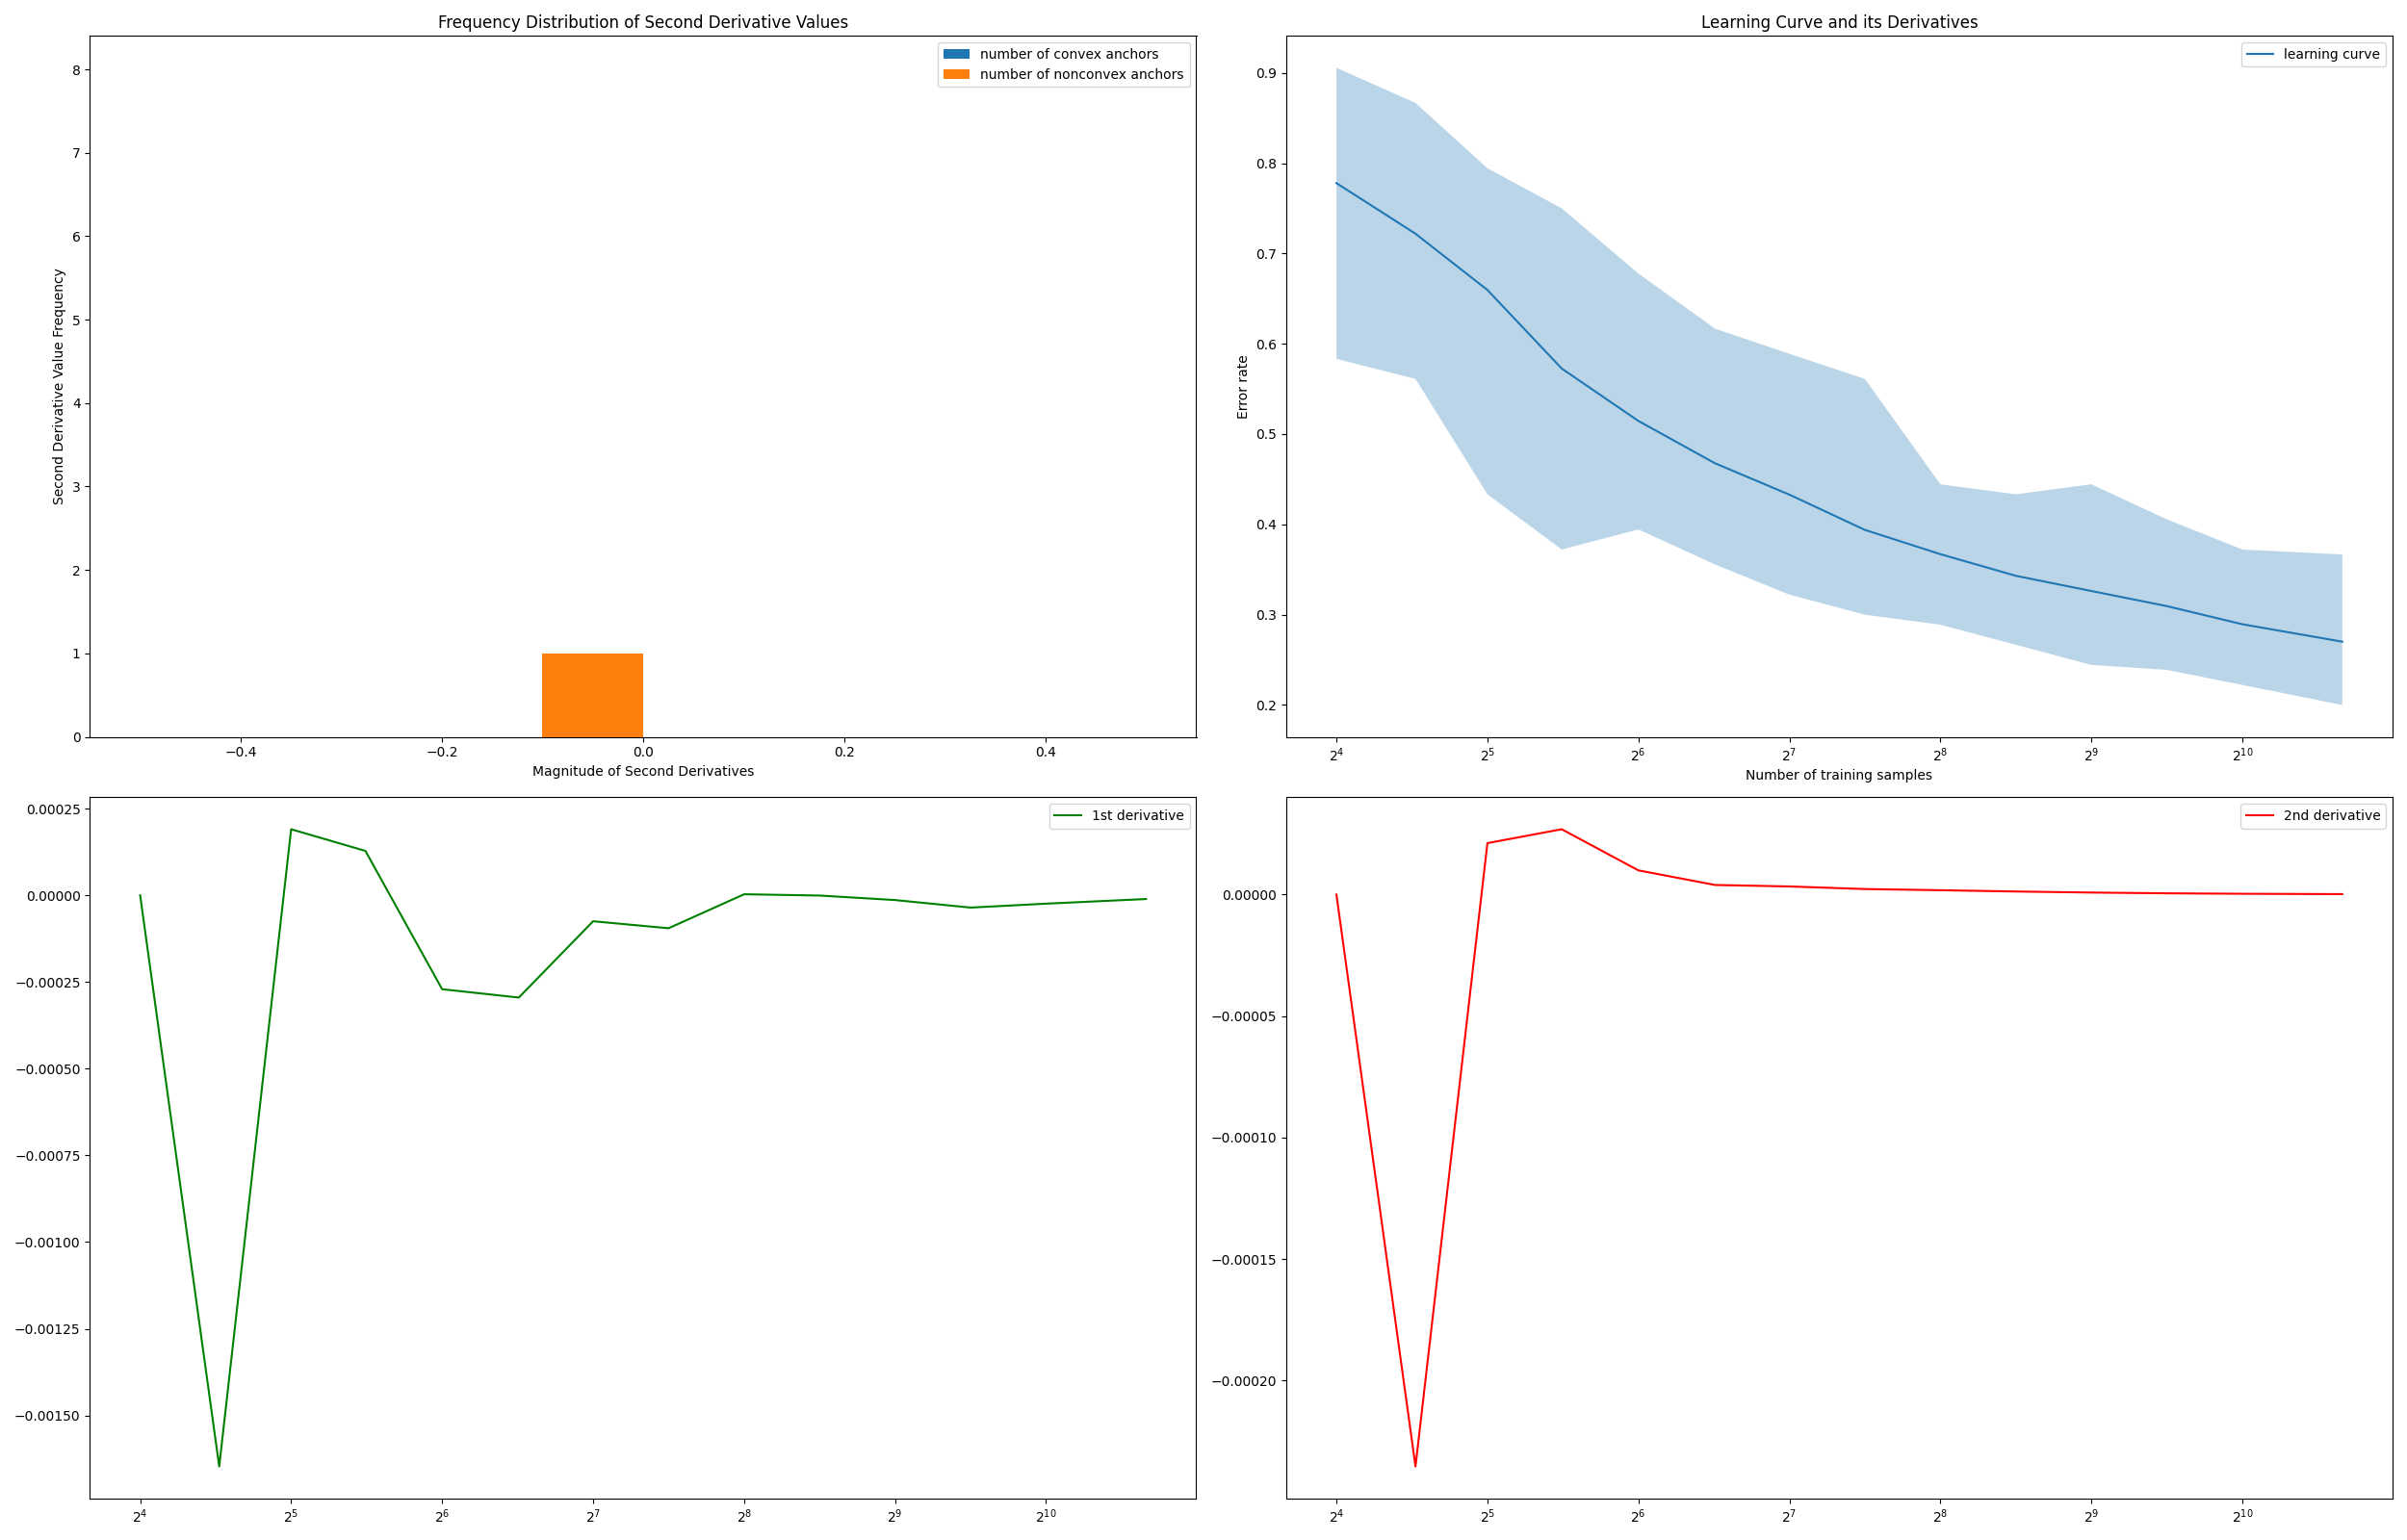 Frequency Distribution of Second Derivative Values
number of convex anchors
number of nonconvex anchors
8
7
6
5
4
3
2
1
0
Second Derivative Value Frequency
−0.4 −0.2 0.0 0.2 0.4
Magnitude of Second Derivatives
Learning Curve and its Derivatives
learning curve
0.9
0.8
0.7
0.6
0.5
0.4
0.3
0.2
Error rate
2⁴ 2⁵ 2⁶ 2⁷ 2⁸ 2⁹ 2¹⁰
Number of training samples
1st derivative
0.00025
0.00000
−0.00025
−0.00050
−0.00075
−0.00100
−0.00125
−0.00150
2⁴ 2⁵ 2⁶ 2⁷ 2⁸ 2⁹ 2¹⁰
2nd derivative
0.00000
−0.00005
−0.00010
−0.00015
−0.00020
2⁴ 2⁵ 2⁶ 2⁷ 2⁸ 2⁹ 2¹⁰